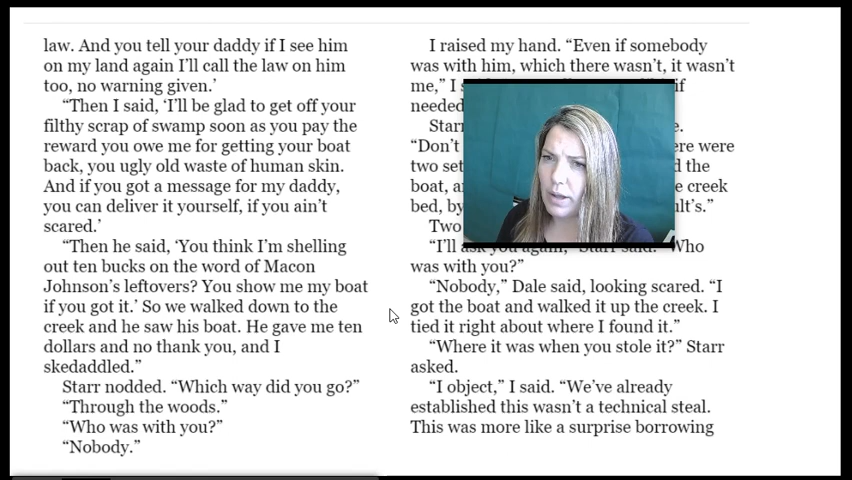 law. And you tell your daddy if I see him
on my land again I’ll call the law on him
too, no warning given.’
“Then I said, ‘I’ll be glad to get off your
filthy scrap of swamp soon as you pay the
reward you owe me for getting your boat
back, you ugly old waste of human skin.
And if you got a message for my daddy,
you can deliver it yourself, if you ain’t
scared.’
“Then he said, ‘You think I’m shelling
out ten bucks on the word of Macon
Johnson’s leftovers? You show me my boat
if you got it.’ So we walked down to the
creek and he saw his boat. He gave me ten
dollars and no thank you, and I
skedaddled.”
Starr nodded. “Which way did you go?”
“Through the woods.”
“Who was with you?”
“Nobody.”
I raised my hand. “Even if somebody
was with him, which there wasn’t, it wasn’t
me,” I if
needed
Starr
“Don’t were
two the
boat, creek
bed,
Two
“I’ll ask you again,” Starr said. “Who
was with you?”
“Nobody,” Dale said, looking scared. “I
got the boat and walked it up the creek. I
tied it right about where I found it.”
“Where it was when you stole it?” Starr
asked.
“I object,” I said. “We’ve already
established this wasn’t a technical steal.
This was more like a surprise borrowing